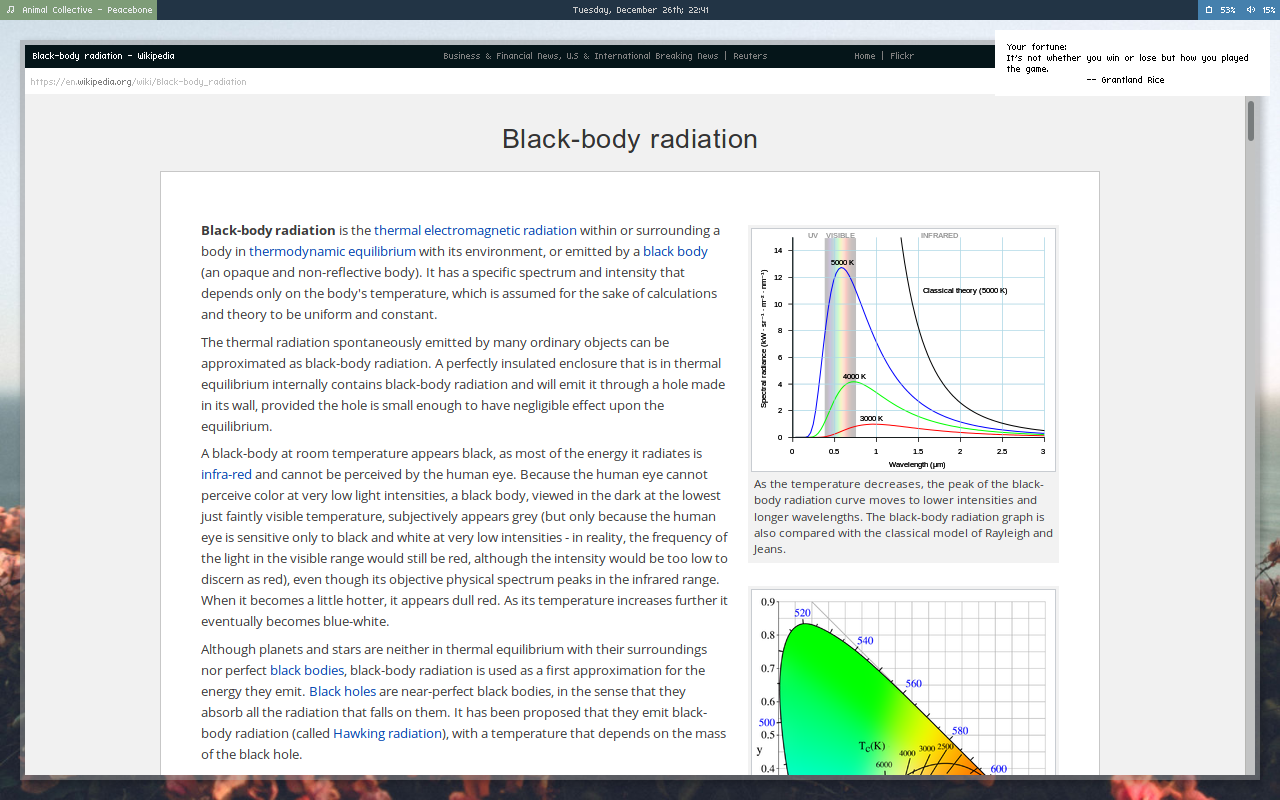 Animal Collective - Peacebone
Tuesday, December 26th; 22:41
53%
15%
Black-body radiation - Wikipedia
Business & Financial News, U.S & International Breaking News | Reuters
Home | Flickr
Your fortune:
It's not whether you win or lose but how you played
the game.
-- Grantland Rice
https://en.wikipedia.org/wiki/Black-body_radiation
Black-body radiation
Black-body radiation is the thermal electromagnetic radiation within or surrounding a
body in thermodynamic equilibrium with its environment, or emitted by a black body
(an opaque and non-reflective body). It has a specific spectrum and intensity that
depends only on the body's temperature, which is assumed for the sake of calculations
and theory to be uniform and constant.
The thermal radiation spontaneously emitted by many ordinary objects can be
approximated as black-body radiation. A perfectly insulated enclosure that is in thermal
equilibrium internally contains black-body radiation and will emit it through a hole made
in its wall, provided the hole is small enough to have negligible effect upon the
equilibrium.
A black-body at room temperature appears black, as most of the energy it radiates is
infra-red and cannot be perceived by the human eye. Because the human eye cannot
perceive color at very low light intensities, a black body, viewed in the dark at the lowest
just faintly visible temperature, subjectively appears grey (but only because the human
eye is sensitive only to black and white at very low intensities - in reality, the frequency of
the light in the visible range would still be red, although the intensity would be too low to
discern as red), even though its objective physical spectrum peaks in the infrared range.
When it becomes a little hotter, it appears dull red. As its temperature increases further it
eventually becomes blue-white.
Although planets and stars are neither in thermal equilibrium with their surroundings
nor perfect black bodies, black-body radiation is used as a first approximation for the
energy they emit. Black holes are near-perfect black bodies, in the sense that they
absorb all the radiation that falls on them. It has been proposed that they emit black-
body radiation (called Hawking radiation), with a temperature that depends on the mass
of the black hole.
UV VISIBLE INFRARED
14
12
10
8
6
4
2
0
Spectral radiance (kW · sr⁻¹ · m⁻² · nm⁻¹)
5000 K
Classical theory (5000 K)
4000 K
3000 K
0 0.5 1 1.5 2 2.5 3
Wavelength (μm)
As the temperature decreases, the peak of the black-
body radiation curve moves to lower intensities and
longer wavelengths. The black-body radiation graph is
also compared with the classical model of Rayleigh and
Jeans.
0.9
0.8
0.7
0.6
0.5
0.4
y
520
540
560
500
580
600
Tc(K)
4000 3000 2500
6000